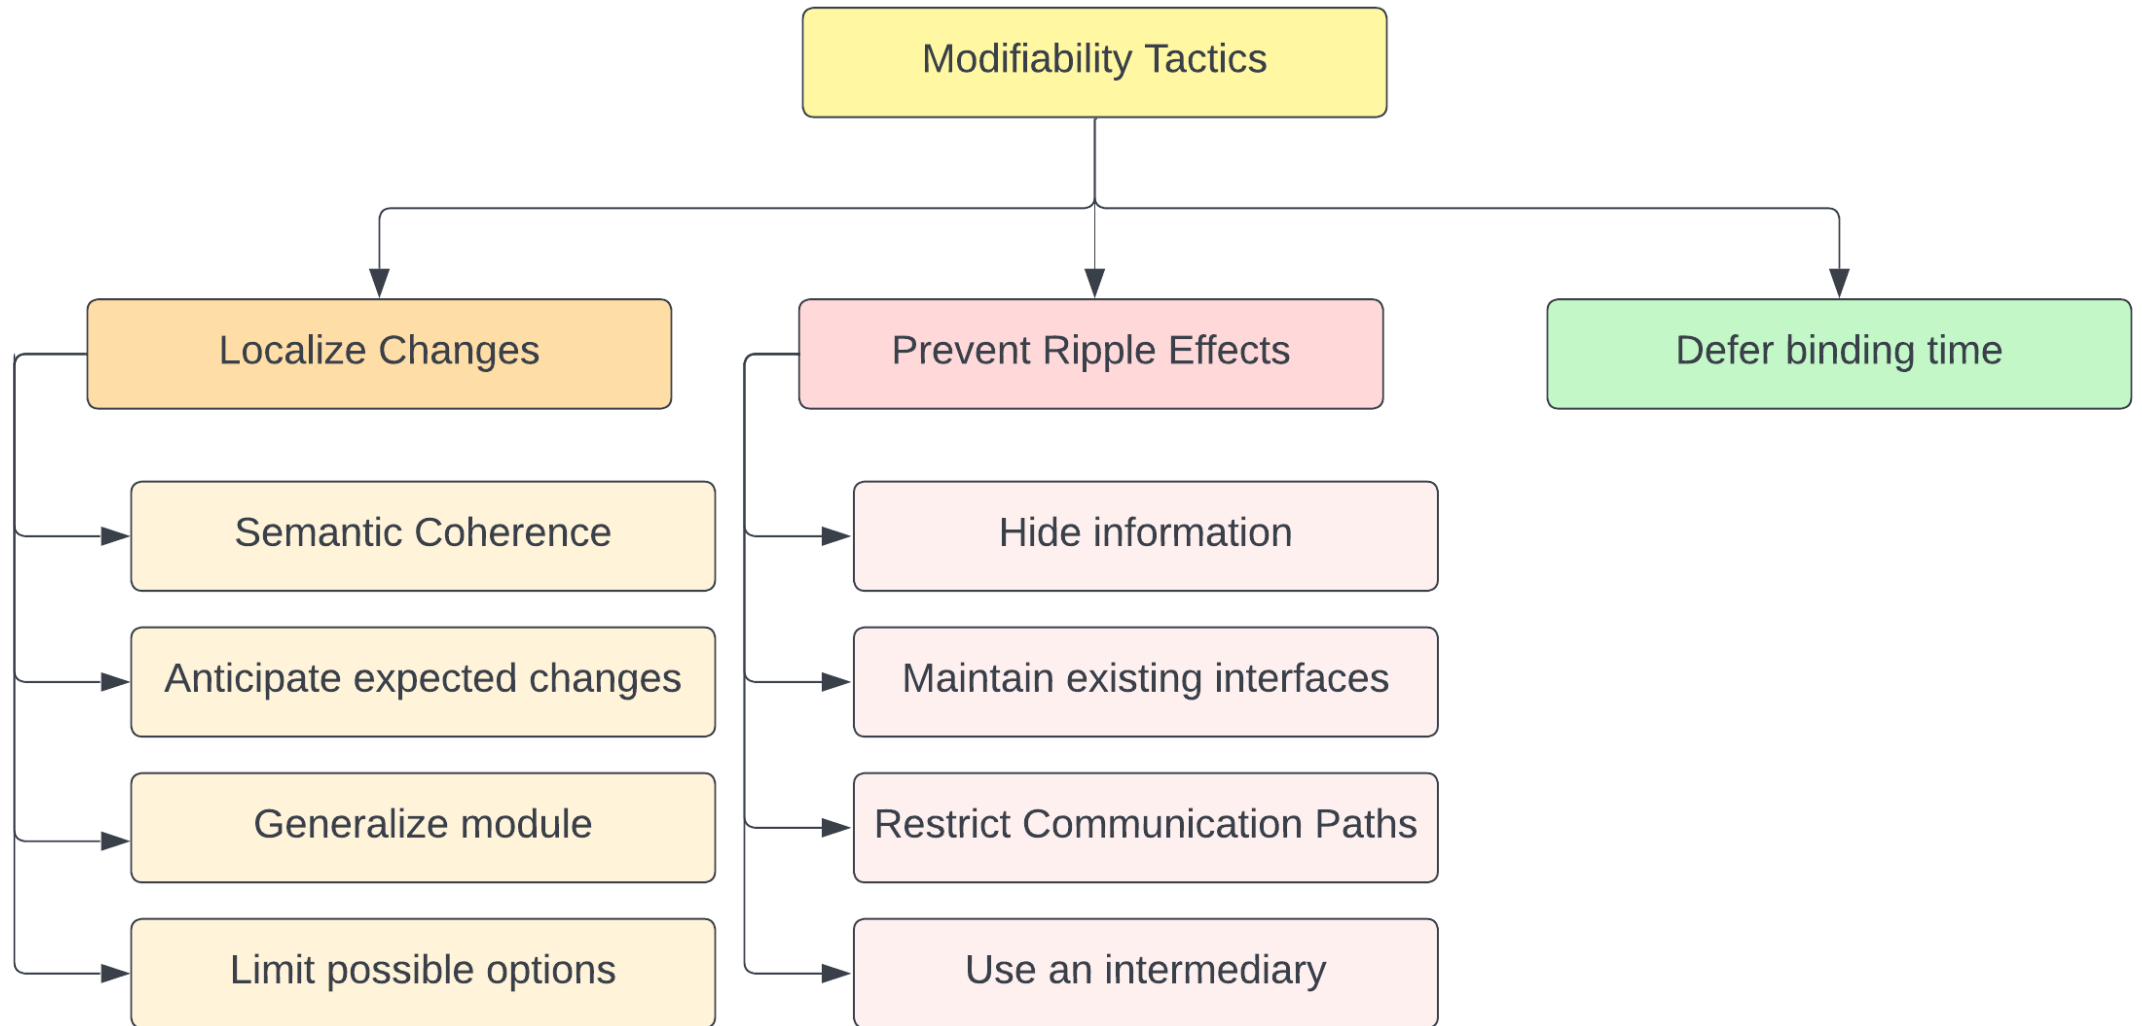 Modifiability Tactics
Localize Changes
Prevent Ripple Effects
Defer binding time
Semantic Coherence
Anticipate expected changes
Generalize module
Limit possible options
Hide information
Maintain existing interfaces
Restrict Communication Paths
Use an intermediary